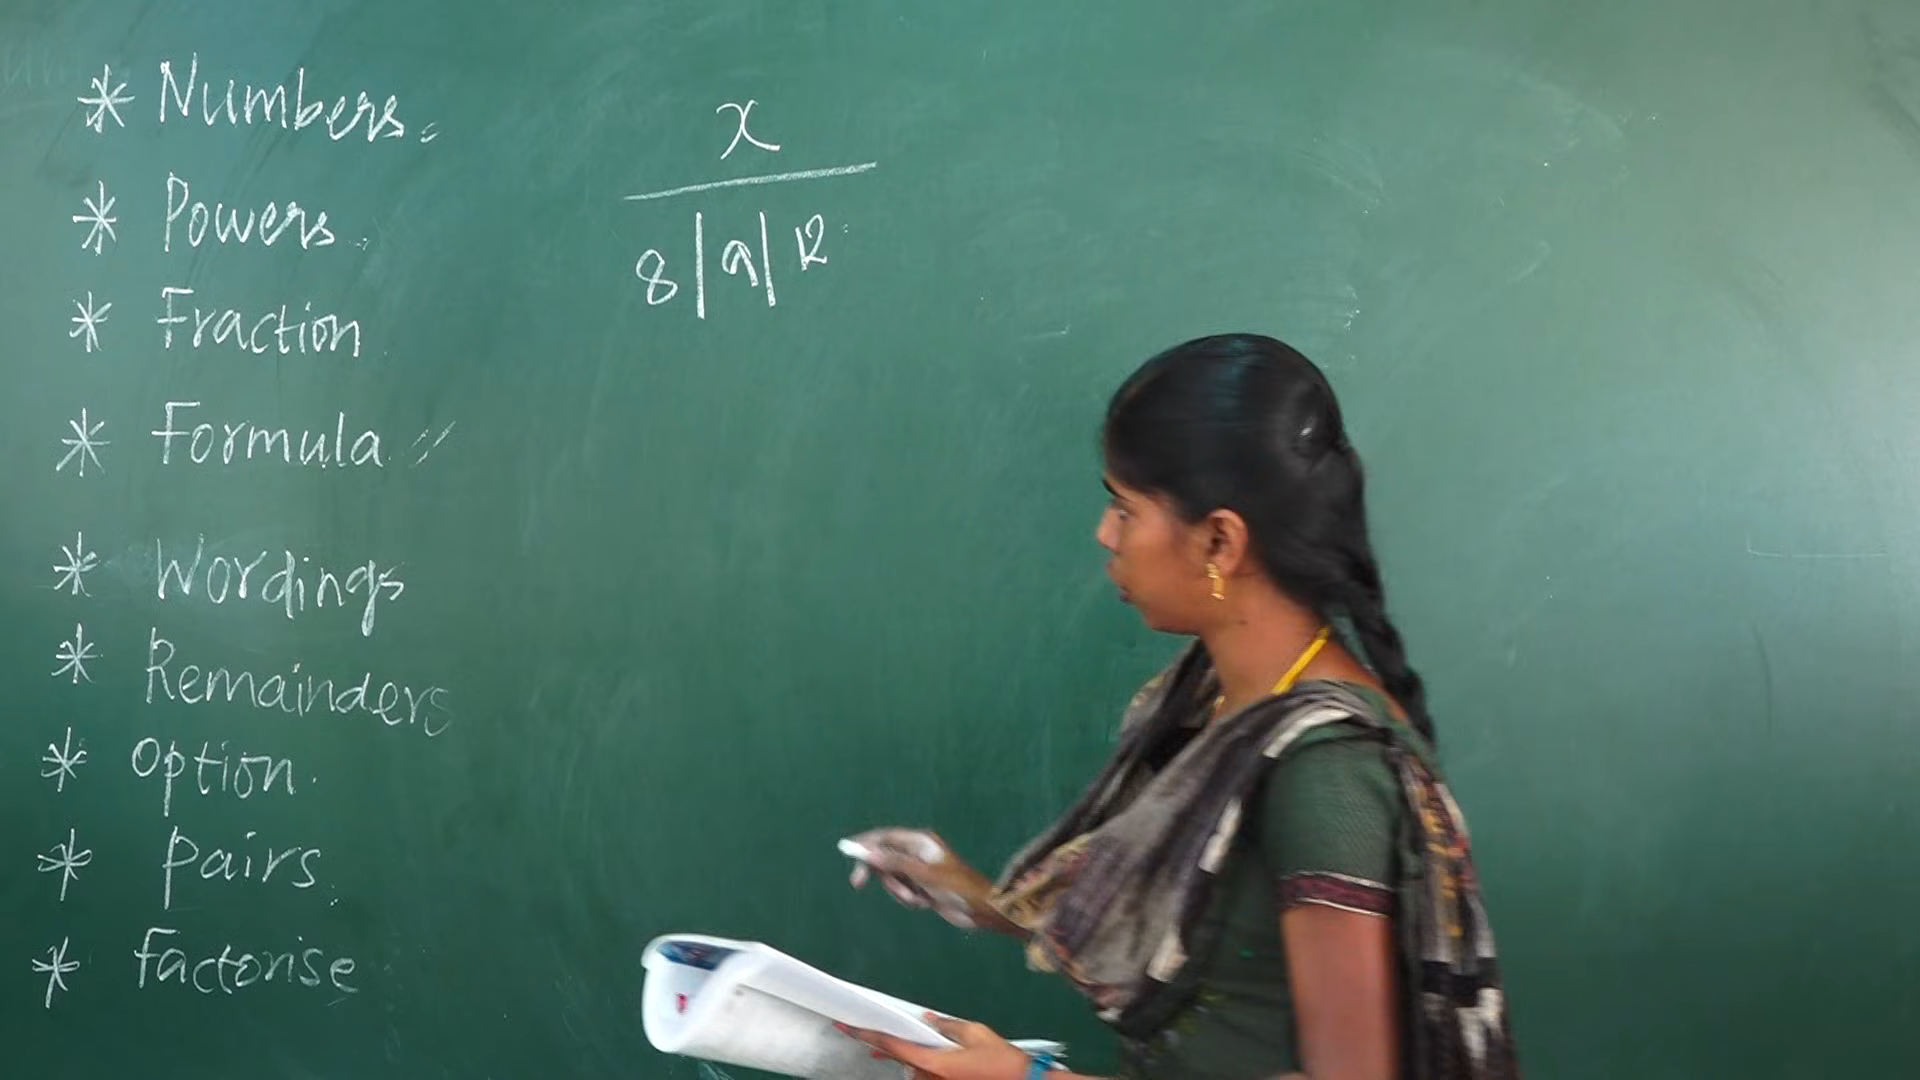 * Numbers.
* Powers.
* Fraction
* Formula
* Wordings
* Remainders
* Option.
* Pairs.
* Factorise
x
8 | 9 | 12